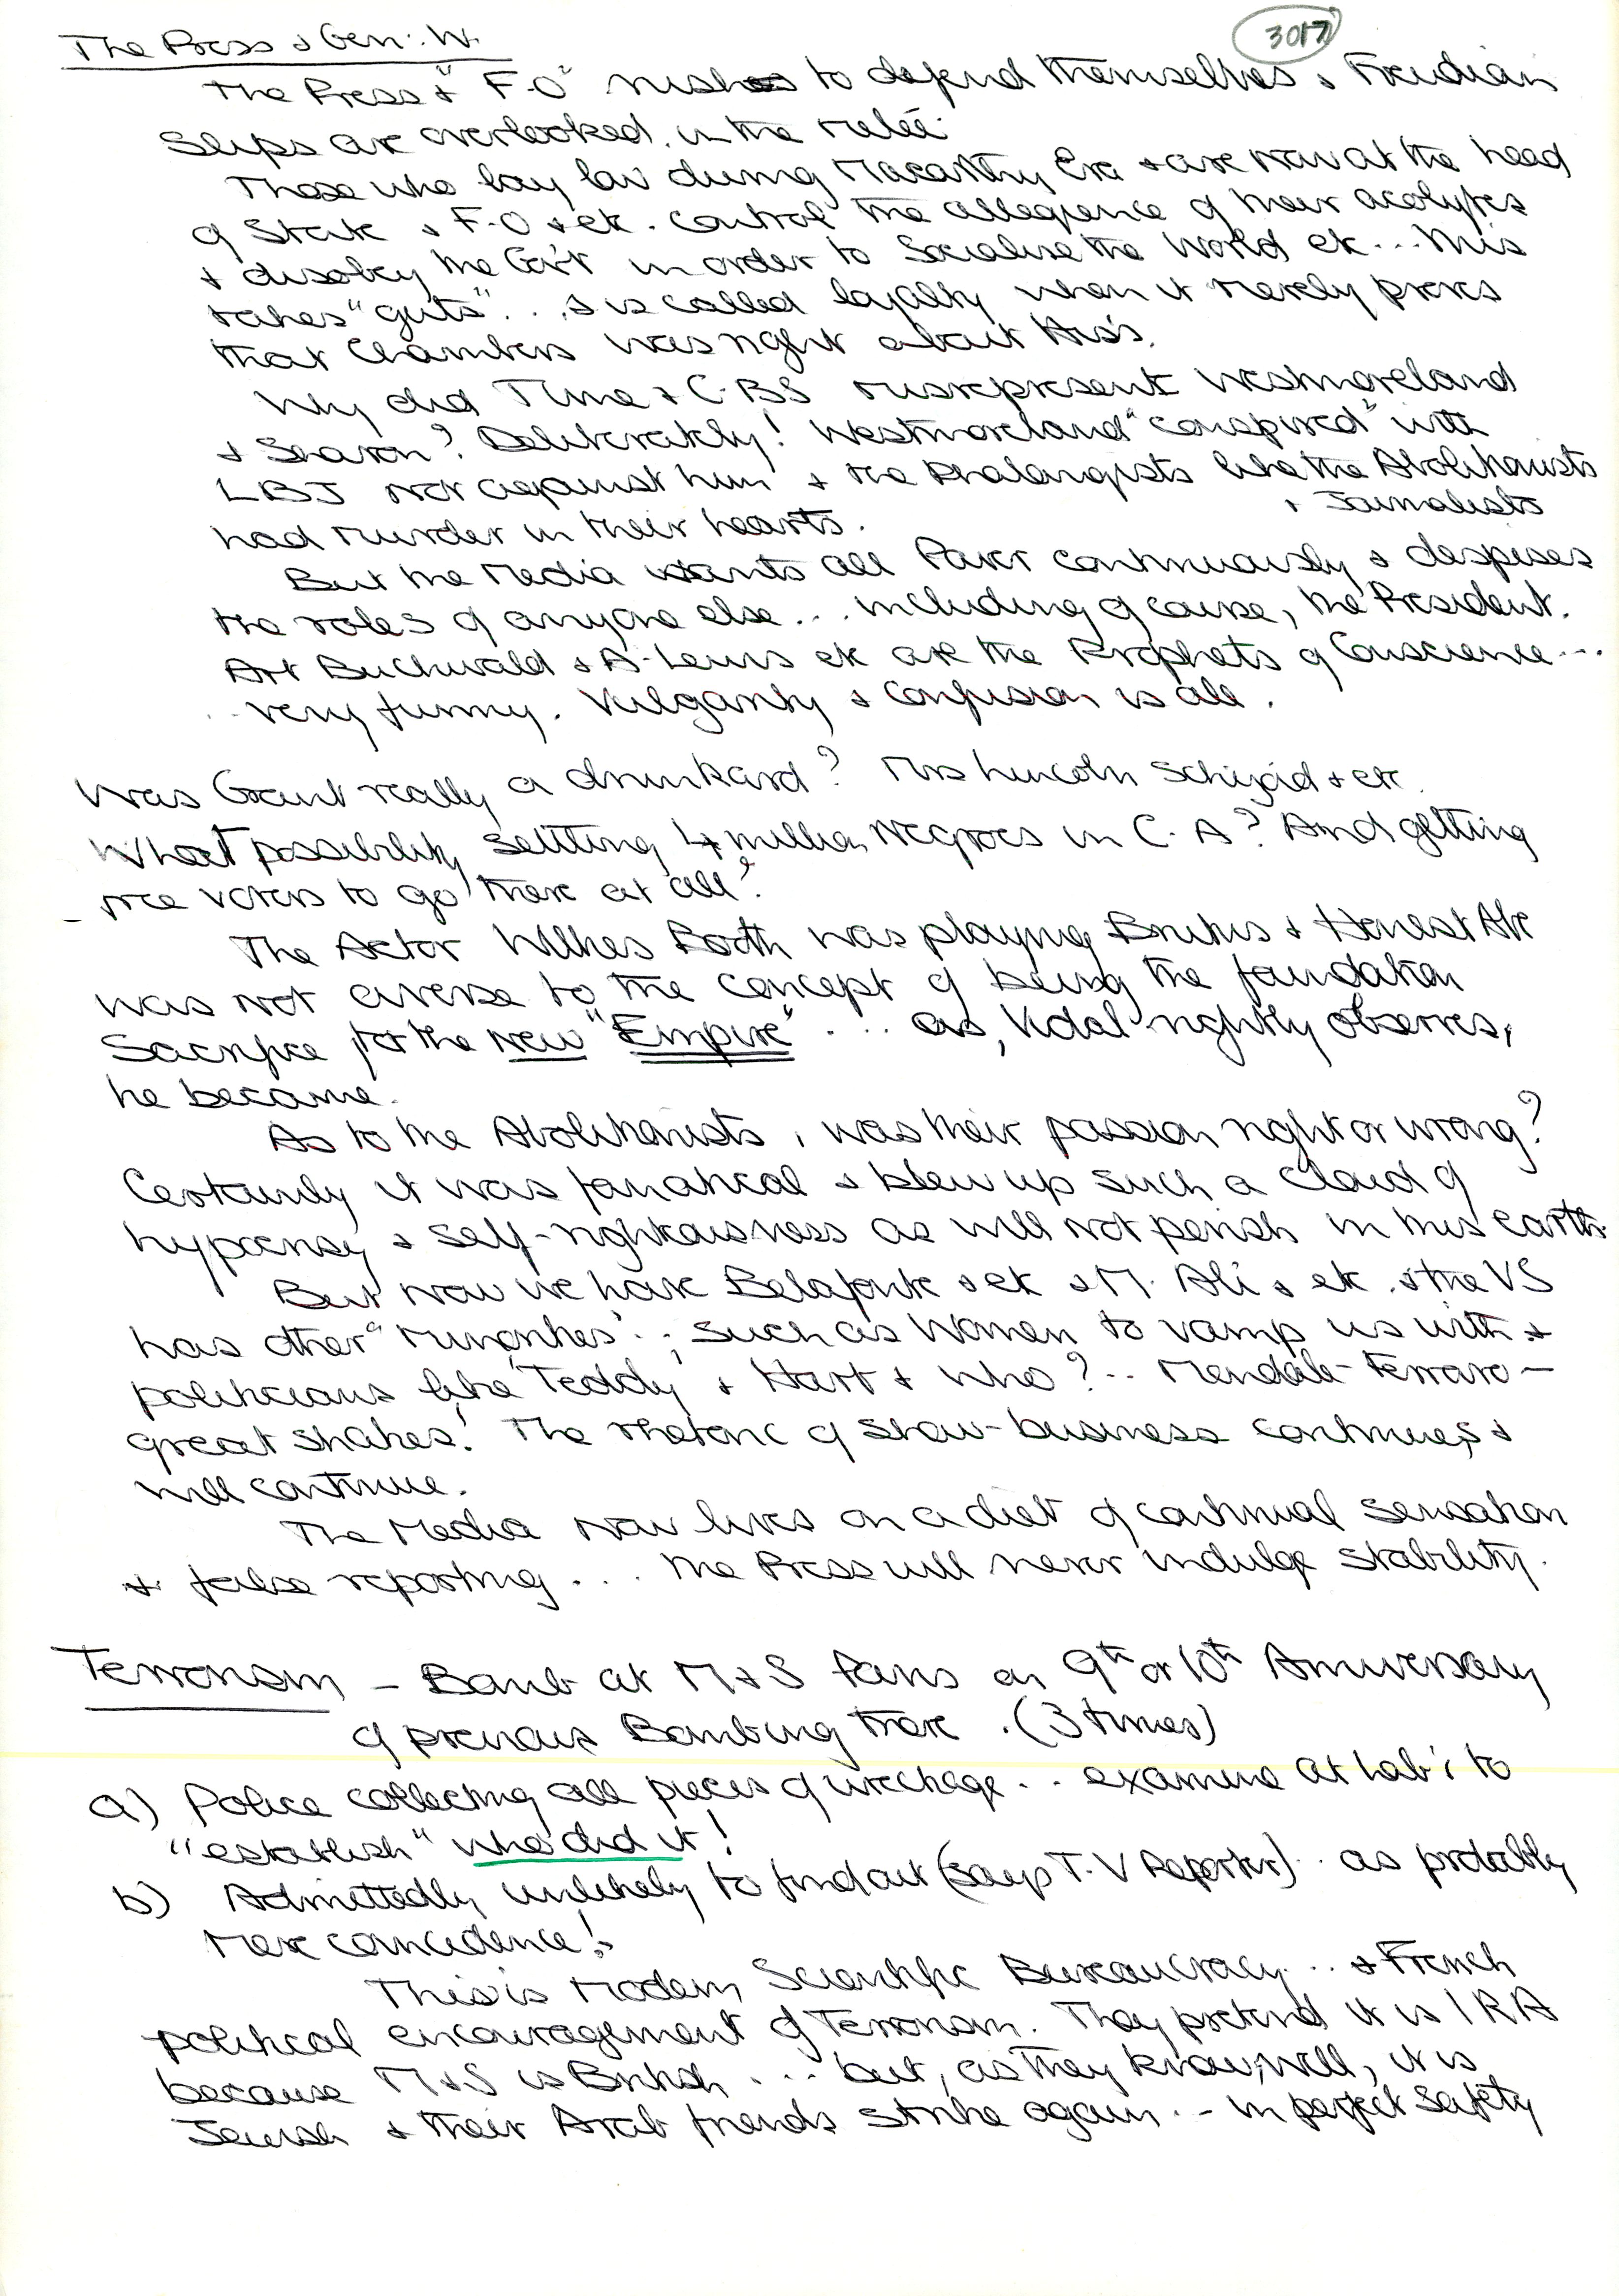 3017
The Press & Gen: W.
The Press & "F.O" rushes to defend themselves & Freudian
Slips are overlooked, in the melée.
Those who lay low during Macarthy Era & are now at the head
of State & F.O & etc. control the allegience of their acolytes
& disobey the Gov't in order to Socialise the World etc... This
takes "guts"... & is called loyalty when it merely proves
that Chambers was right about Hiss.
Why did Time & C.B.S misrepresent Westmoreland
& Sharon? Deliberately! Westmoreland "conspired" with
LBJ not against him & the Phalangists like the Abolitionists
& Journalists
had murder in their hearts.
But the Media wants all Power continuously & despises
the roles of anyone else... including of course, the President.
Art Buchwald & A. Lewis etc are the Prophets of Conscience...
.. very funny. Vulgarity & Confusion is all.
Was Grant really a drunkard? Mrs Lincoln Schizoid & etc.
What possibility settling 4 million Negroes in C. A? And getting
free voters to go there at all?
The Actor Wilkes Booth was playing Brutus & Honest Abe
was not averse to the concept of being the foundation
Sacrifice for the New "Empire"... as, Vidal rightly observes,
he became.
As to the Abolitionists, was their passion right or wrong?
Certainly it was fanatical & blew up such a cloud of
hypocrisy & self-righteousness as will not perish in this earth.
But now we have Belafonte & etc & M. Ali & etc. & the US
has other "minorities".. such as Women to vamp us with &
politicians like 'Teddy' & Hart & who?.. Mendale-Ferraro—
great shakes! The rhetoric of show-business continues &
will continue.
The Media now lives on a diet of continual sensation
& false reporting... the Press will never indulge stability.
Terrorism – Bomb at M & S Paris on 9th or 10th Anniversary
of previous Bombing there. (3 times)
a) Police collecting all pieces of wreckage.. examine at Lab; to
"establish" who did it!
b) Admittedly unlikely to find out (says T.V Reporter).. as probably
mere coincidence!
This is Modern Scientific Bureaucracy... & French
political encouragement of Terrorism. They pretend it is IRA
because M & S is British... but, as they know, well, it is
Jewish & their Arab friends strike again.. – in perfect safety